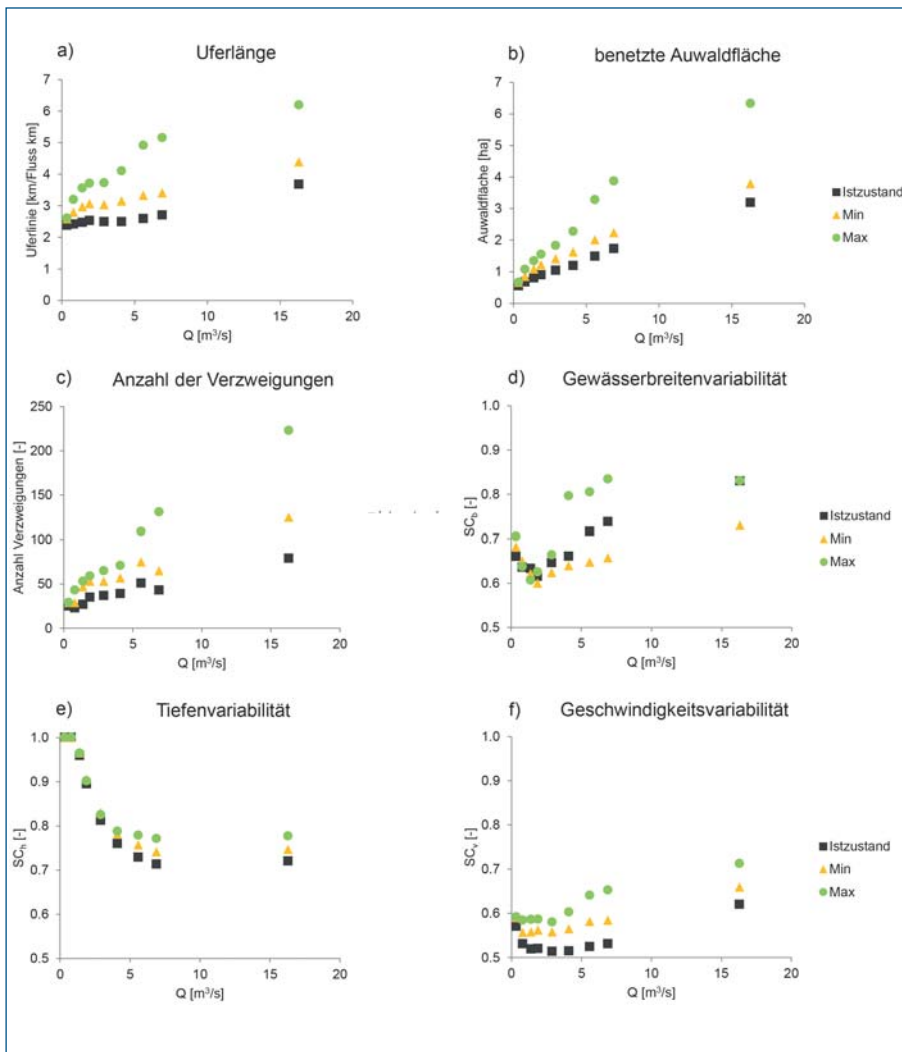 a) Uferlänge
Uferlinie [km/Fluss km]
7
6
5
4
3
2
1
0
0 5 10 15 20
Q [m³/s]
b) benetzte Auwaldfläche
Auwaldfläche [ha]
7
6
5
4
3
2
1
0
0 5 10 15 20
Q [m³/s]
Istzustand
Min
Max
c) Anzahl der Verzweigungen
Anzahl Verzweigungen [-]
250
200
150
100
50
0
0 5 10 15 20
Q [m³/s]
d) Gewässerbreitenvariabilität
SCb [-]
1.0
0.9
0.8
0.7
0.6
0.5
0 5 10 15 20
Q [m³/s]
Istzustand
Min
Max
e) Tiefenvariabilität
SCh [-]
1.0
0.9
0.8
0.7
0.6
0.5
0 5 10 15 20
Q [m³/s]
f) Geschwindigkeitsvariabilität
SCv [-]
1.0
0.9
0.8
0.7
0.6
0.5
0 5 10 15 20
Q [m³/s]
Istzustand
Min
Max